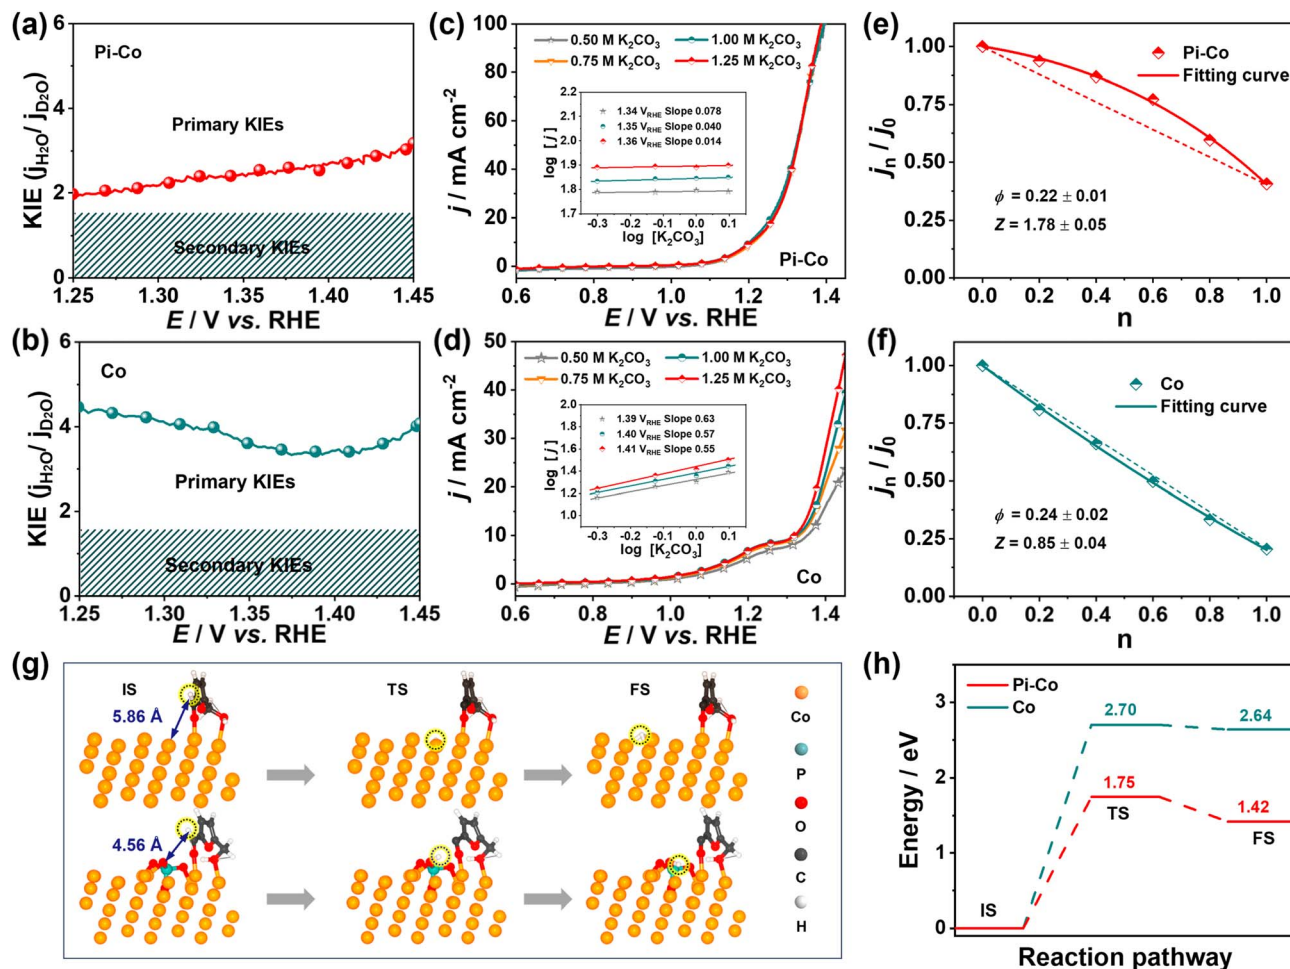 (a)
6
4
2
0
KIE (jH2O/ jD2O)
Pi-Co
Primary KIEs
Secondary KIEs
1.25
1.30
1.35
1.40
1.45
E / V vs. RHE
(b)
6
4
2
0
KIE (jH2O/ jD2O)
Co
Primary KIEs
Secondary KIEs
1.25
1.30
1.35
1.40
1.45
E / V vs. RHE
(c)
100
80
60
40
20
0
j / mA cm-2
0.50 M K2CO3
1.00 M K2CO3
0.75 M K2CO3
1.25 M K2CO3
2.1
2.0
1.9
1.8
1.7
log [j]
1.34 VRHE Slope 0.078
1.35 VRHE Slope 0.040
1.36 VRHE Slope 0.014
-0.3
-0.2
-0.1
0.0
0.1
log [K2CO3]
Pi-Co
0.6
0.8
1.0
1.2
1.4
E / V vs. RHE
(d)
50
40
30
20
10
0
j / mA cm-2
0.50 M K2CO3
1.00 M K2CO3
0.75 M K2CO3
1.25 M K2CO3
2.0
1.8
1.6
1.4
1.2
1.0
log [j]
1.39 VRHE Slope 0.63
1.40 VRHE Slope 0.57
1.41 VRHE Slope 0.55
-0.3
-0.2
-0.1
0.0
0.1
log [K2CO3]
Co
0.6
0.8
1.0
1.2
1.4
E / V vs. RHE
(e)
1.00
0.75
0.50
0.25
0.00
jn / j0
Pi-Co
Fitting curve
ϕ = 0.22 ± 0.01
Z = 1.78 ± 0.05
0.0
0.2
0.4
0.6
0.8
1.0
n
(f)
1.00
0.75
0.50
0.25
0.00
jn / j0
Co
Fitting curve
ϕ = 0.24 ± 0.02
Z = 0.85 ± 0.04
0.0
0.2
0.4
0.6
0.8
1.0
n
(g)
IS
TS
FS
5.86 Å
4.56 Å
Co
P
O
C
H
(h)
3
2
1
0
Energy / eV
Pi-Co
Co
2.70
2.64
1.75
TS
1.42
FS
IS
Reaction pathway